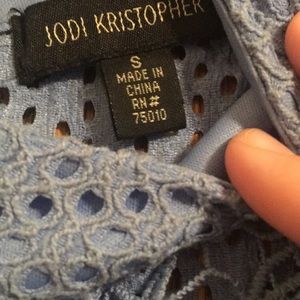 JODI KRISTOPHER
S
MADE IN
CHINA
RN#
75010